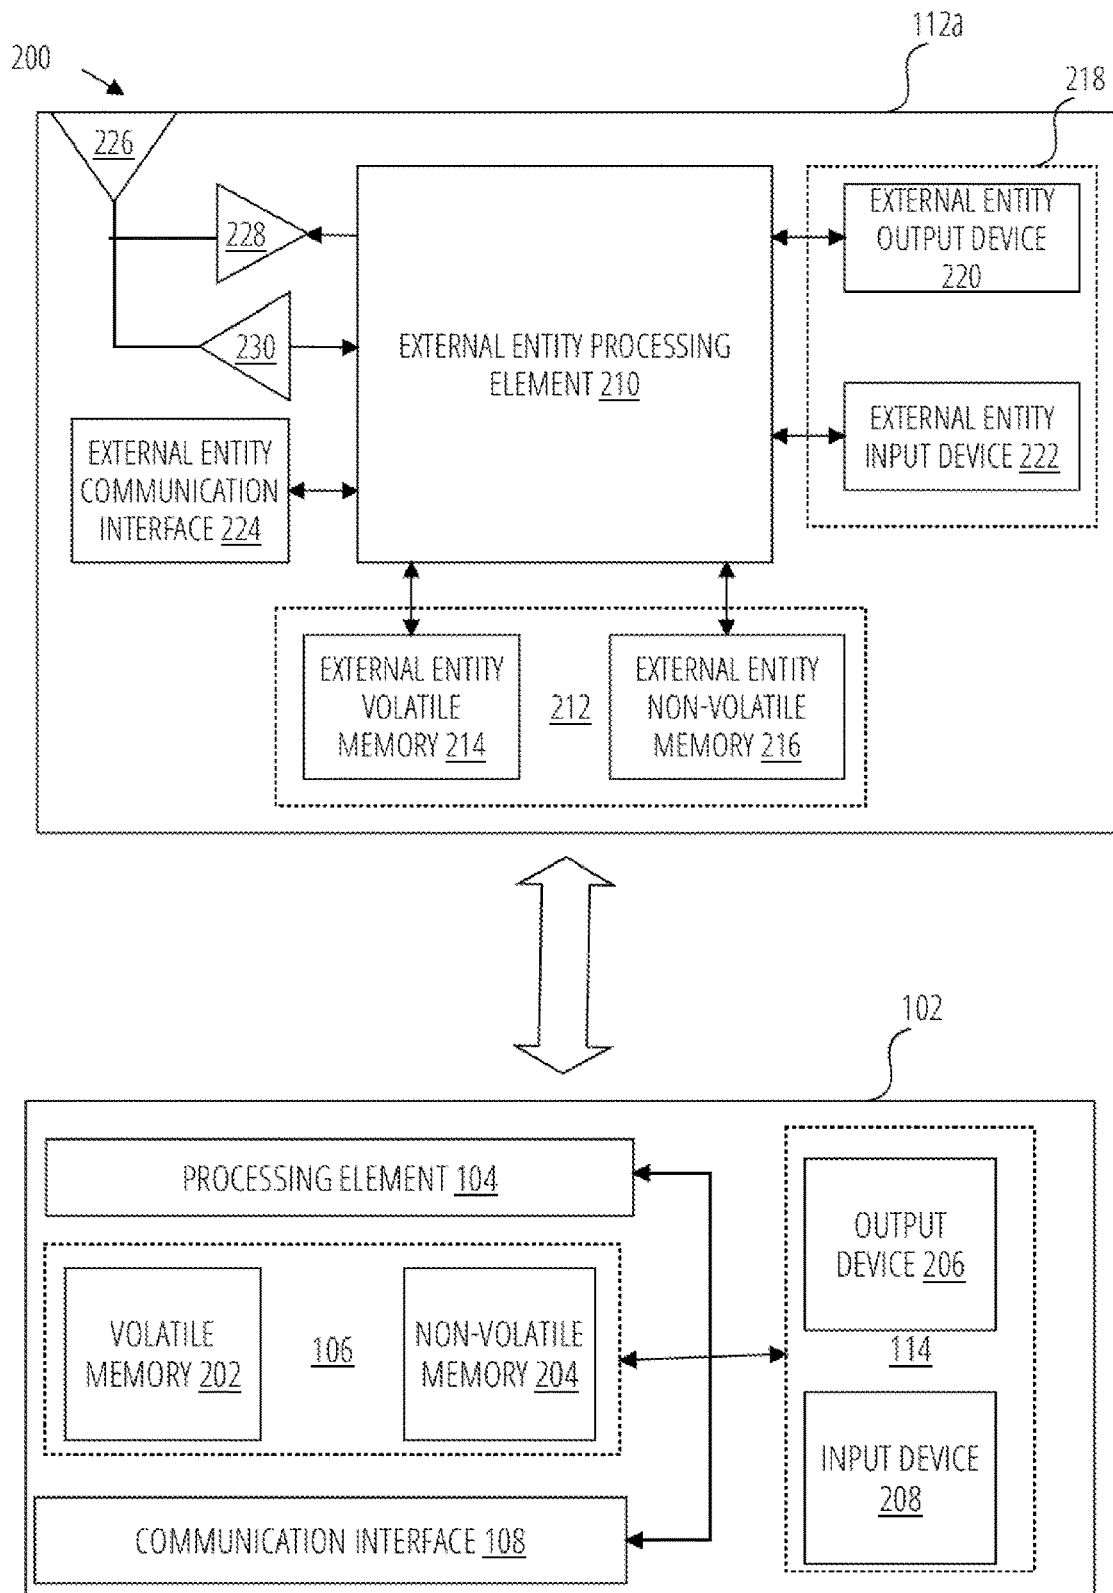 112a
200
218
226
228
230
EXTERNAL ENTITY PROCESSING
ELEMENT 210
EXTERNAL ENTITY
OUTPUT DEVICE
220
EXTERNAL ENTITY
INPUT DEVICE 222
EXTERNAL ENTITY
COMMUNICATION
INTERFACE 224
EXTERNAL ENTITY
VOLATILE
MEMORY 214
212
EXTERNAL ENTITY
NON-VOLATILE
MEMORY 216
102
PROCESSING ELEMENT 104
VOLATILE
MEMORY 202
106
NON-VOLATILE
MEMORY 204
OUTPUT
DEVICE 206
114
INPUT DEVICE
208
COMMUNICATION INTERFACE 108